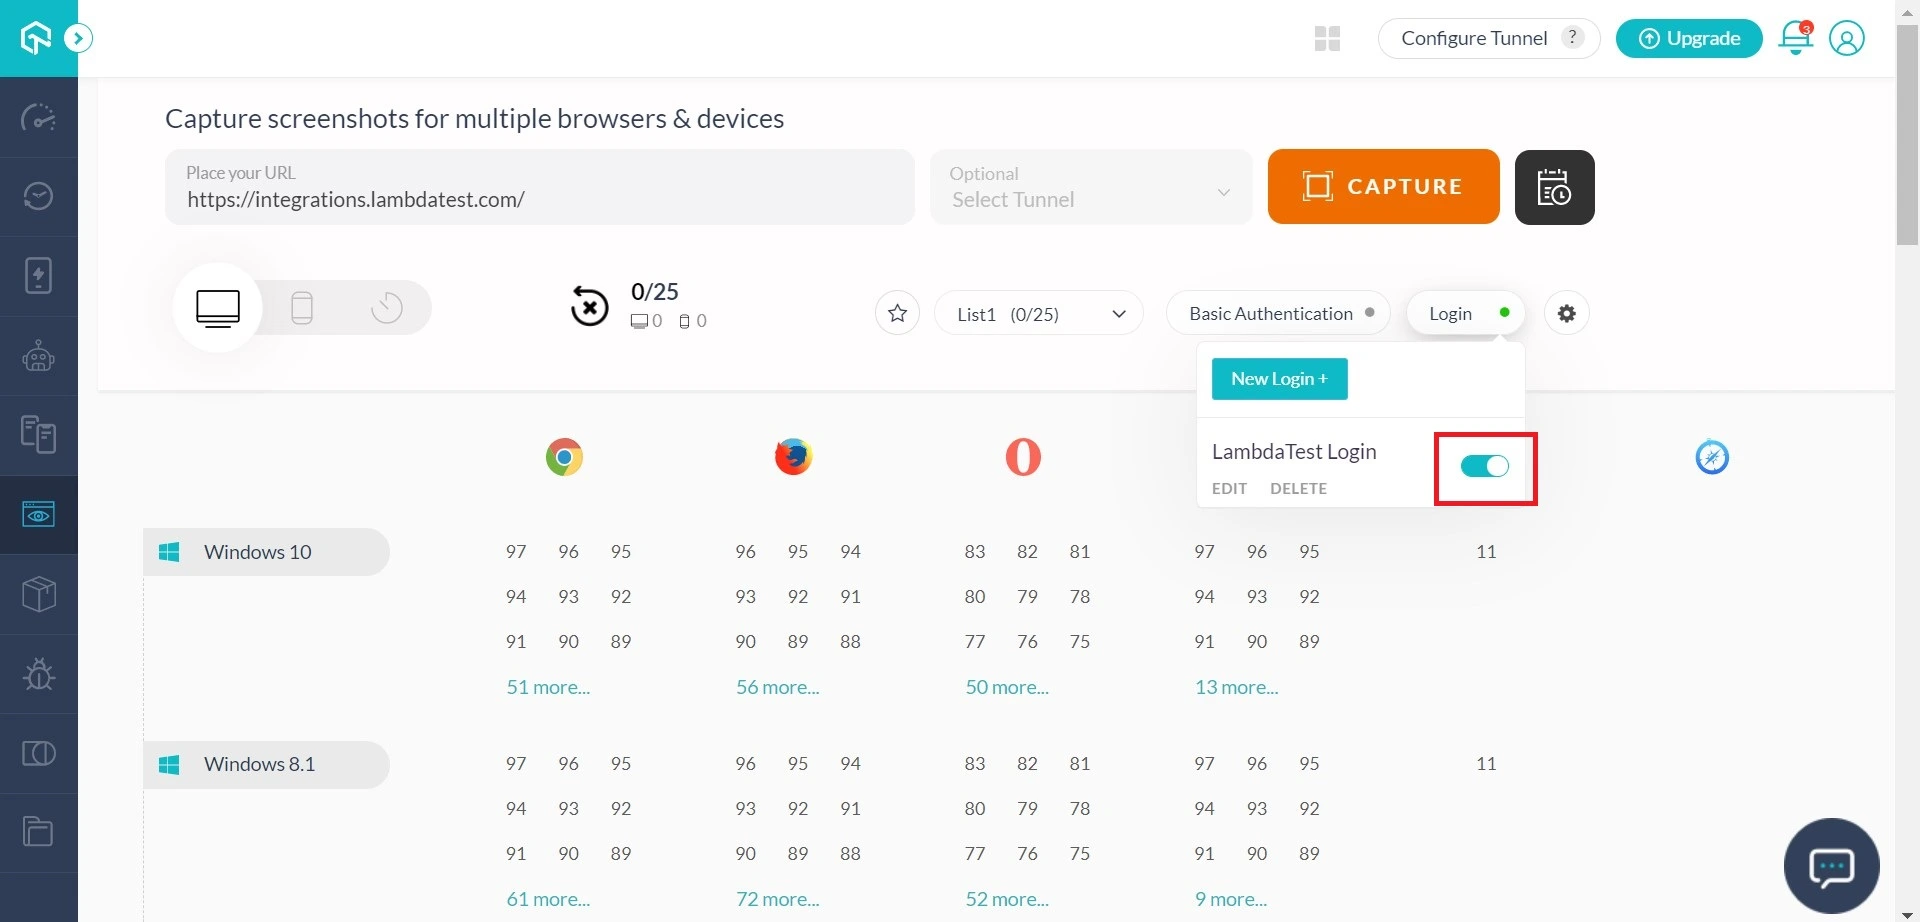 Configure Tunnel ?
Upgrade
3
Capture screenshots for multiple browsers & devices
Place your URL
https://integrations.lambdatest.com/
Optional
Select Tunnel
CAPTURE
0/25
0 0
List1 (0/25)
Basic Authentication
Login
New Login +
LambdaTest Login
EDIT DELETE
Windows 10
97 96 95 96 95 94 83 82 81 97 96 95 11
94 93 92 93 92 91 80 79 78 94 93 92
91 90 89 90 89 88 77 76 75 91 90 89
51 more... 56 more... 50 more... 13 more...
Windows 8.1
97 96 95 96 95 94 83 82 81 97 96 95 11
94 93 92 93 92 91 80 79 78 94 93 92
91 90 89 90 89 88 77 76 75 91 90 89
61 more... 72 more... 52 more... 9 more...